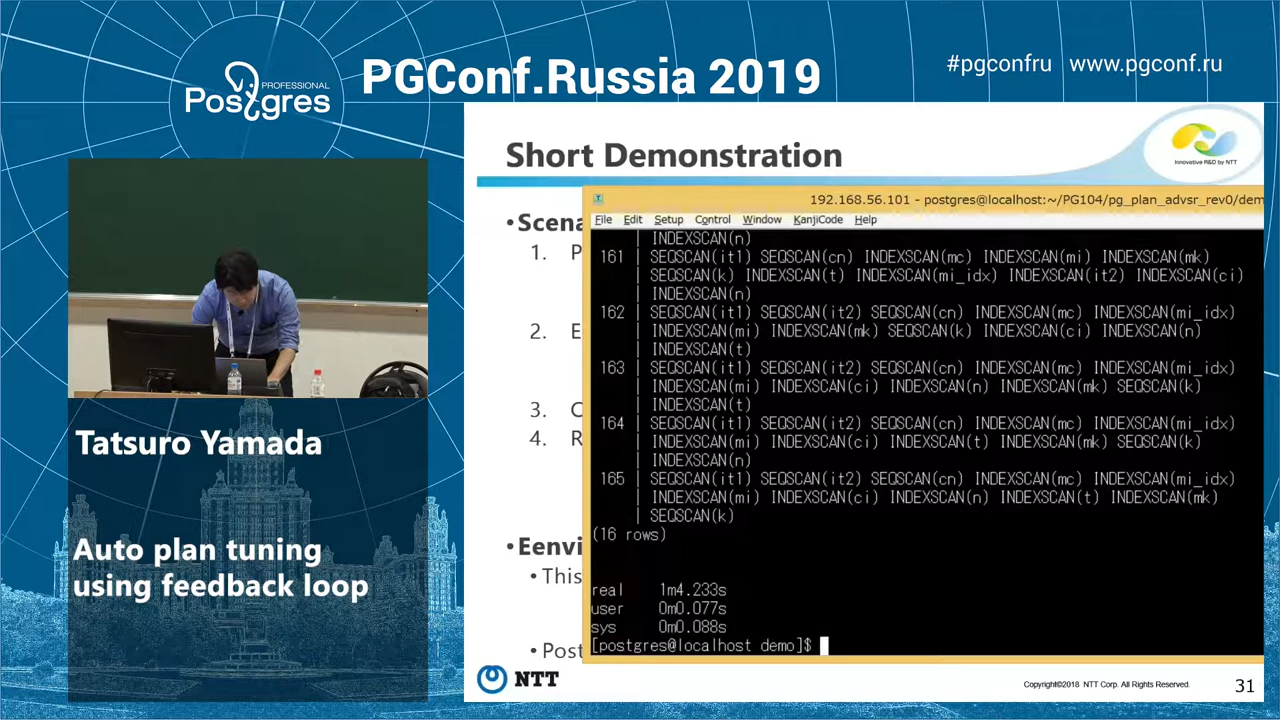 PROFESSIONAL
Postgres
PGConf.Russia 2019
#pgconfru www.pgconf.ru
Short Demonstration
Innovative R&D by NTT
•Scena
1. P
2. E
3. C
4. R
•Eenvi
•This
•Post
192.168.56.101 - postgres@localhost:~/PG104/pg_plan_advsr_rev0/dem
File Edit Setup Control Window KanjiCode Help
| INDEXSCAN(n)
161 | SEQSCAN(it1) SEQSCAN(cn) INDEXSCAN(mc) INDEXSCAN(mi) INDEXSCAN(mk)
| SEQSCAN(k) INDEXSCAN(t) INDEXSCAN(mi_idx) INDEXSCAN(it2) INDEXSCAN(ci)
| INDEXSCAN(n)
162 | SEQSCAN(it1) SEQSCAN(it2) SEQSCAN(cn) INDEXSCAN(mc) INDEXSCAN(mi_idx)
| INDEXSCAN(mi) INDEXSCAN(mk) SEQSCAN(k) INDEXSCAN(ci) INDEXSCAN(n)
| INDEXSCAN(t)
163 | SEQSCAN(it1) SEQSCAN(it2) SEQSCAN(cn) INDEXSCAN(mc) INDEXSCAN(mi_idx)
| INDEXSCAN(mi) INDEXSCAN(ci) INDEXSCAN(n) INDEXSCAN(mk) SEQSCAN(k)
| INDEXSCAN(t)
164 | SEQSCAN(it1) SEQSCAN(it2) SEQSCAN(cn) INDEXSCAN(mc) INDEXSCAN(mi_idx)
| INDEXSCAN(mi) INDEXSCAN(ci) INDEXSCAN(t) INDEXSCAN(mk) SEQSCAN(k)
| INDEXSCAN(n)
165 | SEQSCAN(it1) SEQSCAN(it2) SEQSCAN(cn) INDEXSCAN(mc) INDEXSCAN(mi_idx)
| INDEXSCAN(mi) INDEXSCAN(ci) INDEXSCAN(n) INDEXSCAN(t) INDEXSCAN(mk)
| SEQSCAN(k)
(16 rows)
real 1m4.233s
user 0m0.077s
sys 0m0.088s
[postgres@localhost demo]$
NTT
Copyright©2018 NTT Corp. All Rights Reserved.
31
Tatsuro Yamada
Auto plan tuning
using feedback loop